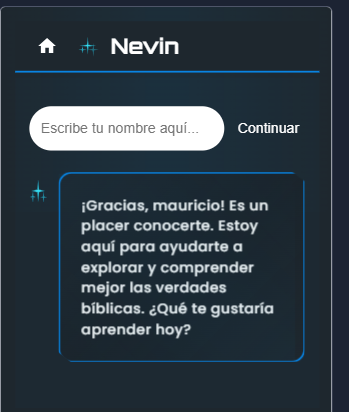 Nevin
Escribe tu nombre aquí...
Continuar
¡Gracias, mauricio! Es un
placer conocerte. Estoy
aquí para ayudarte a
explorar y comprender
mejor las verdades
bíblicas. ¿Qué te gustaría
aprender hoy?